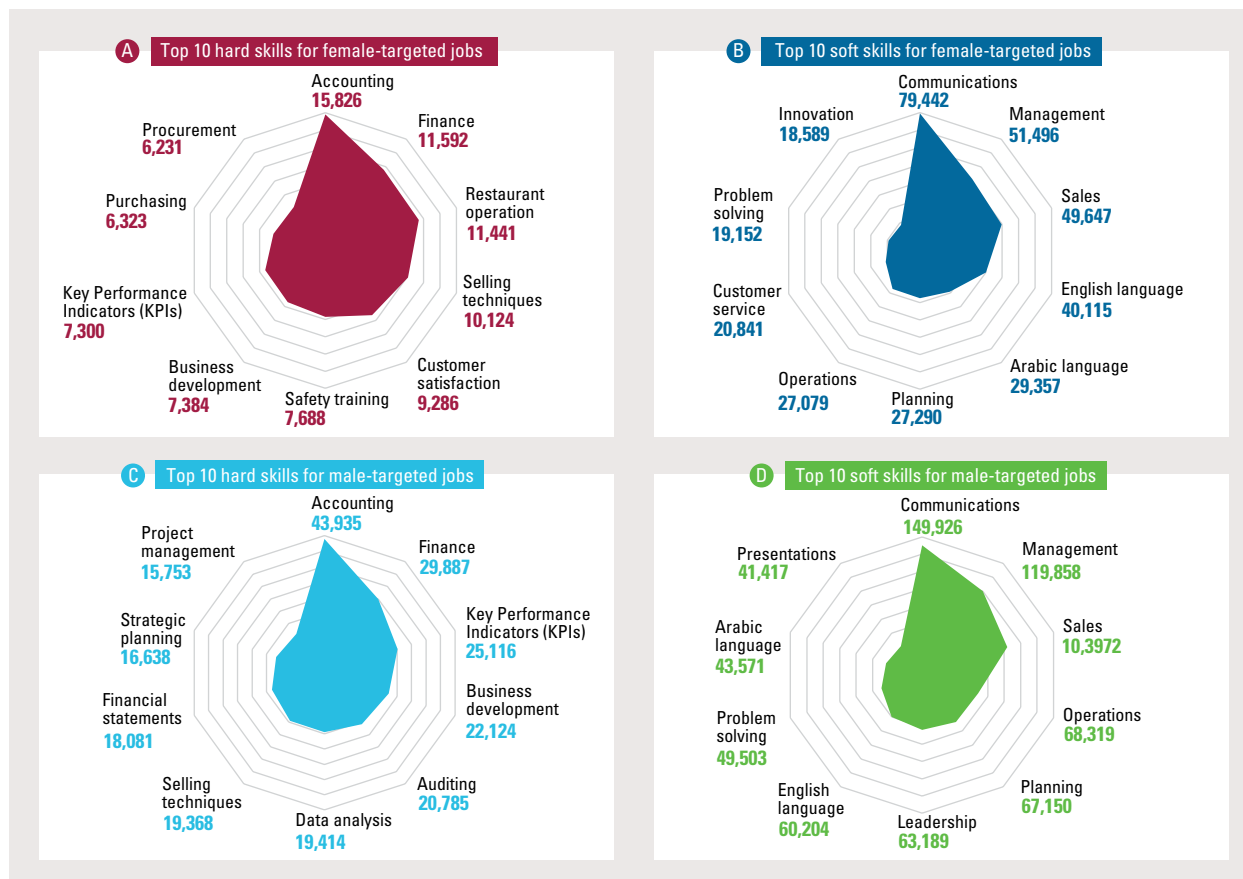 A Top 10 hard skills for female-targeted jobs
Accounting
15,826
Finance
11,592
Restaurant
operation
11,441
Selling
techniques
10,124
Customer
satisfaction
9,286
Safety training
7,688
Business
development
7,384
Key Performance
Indicators (KPIs)
7,300
Purchasing
6,323
Procurement
6,231
B Top 10 soft skills for female-targeted jobs
Communications
79,442
Management
51,496
Sales
49,647
English language
40,115
Arabic language
29,357
Planning
27,290
Operations
27,079
Customer
service
20,841
Problem
solving
19,152
Innovation
18,589
C Top 10 hard skills for male-targeted jobs
Accounting
43,935
Finance
29,887
Key Performance
Indicators (KPIs)
25,116
Business
development
22,124
Auditing
20,785
Data analysis
19,414
Selling
techniques
19,368
Financial
statements
18,081
Strategic
planning
16,638
Project
management
15,753
D Top 10 soft skills for male-targeted jobs
Communications
149,926
Management
119,858
Sales
10,3972
Operations
68,319
Planning
67,150
Leadership
63,189
English
language
60,204
Problem
solving
49,503
Arabic
language
43,571
Presentations
41,417